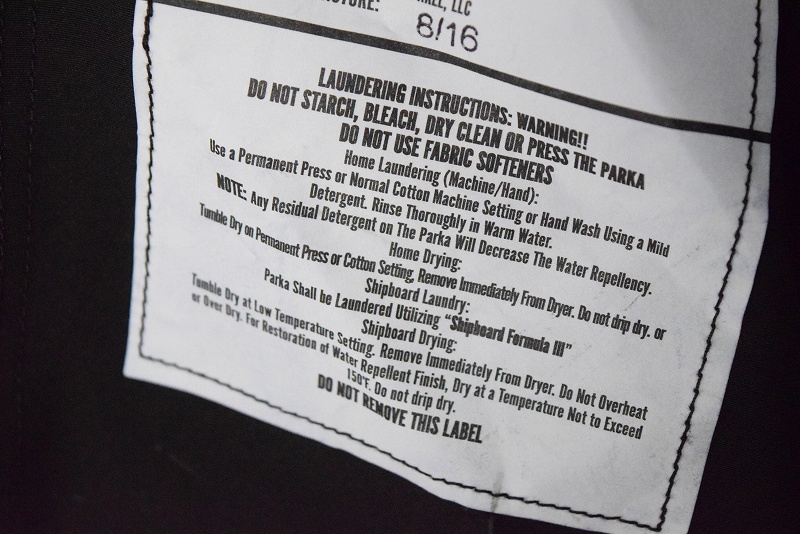 LLC
8/16
LAUNDERING INSTRUCTIONS: WARNING!!
DO NOT STARCH, BLEACH, DRY CLEAN OR PRESS THE PARKA
DO NOT USE FABRIC SOFTENERS
Home Laundering (Machine/Hand):
Use a Permanent Press or Normal Cotton Machine Setting or Hand Wash Using a Mild
Detergent. Rinse Thoroughly in Warm Water.
NOTE: Any Residual Detergent on The Parka Will Decrease The Water Repellency.
Home Drying:
Tumble Dry on Permanent Press or Cotton Setting, Remove Immediately From Dryer. Do not drip dry. or
Shipboard Laundry:
Parka Shall be Laundered Utilizing "Shipboard Formula III"
Shipboard Drying:
Tumble Dry at Low Temperature Setting. Remove Immediately From Dryer. Do Not Overheat
or Over Dry. For Restoration of Water Repellent Finish, Dry at a Temperature Not to Exceed
150°F. Do not drip dry.
DO NOT REMOVE THIS LABEL